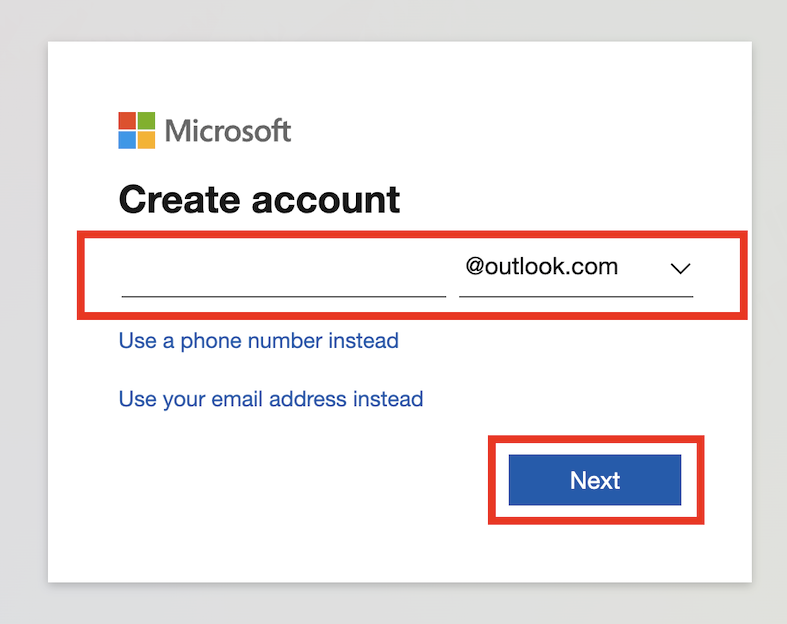 Microsoft
Create account
@outlook.com
Use a phone number instead
Use your email address instead
Next